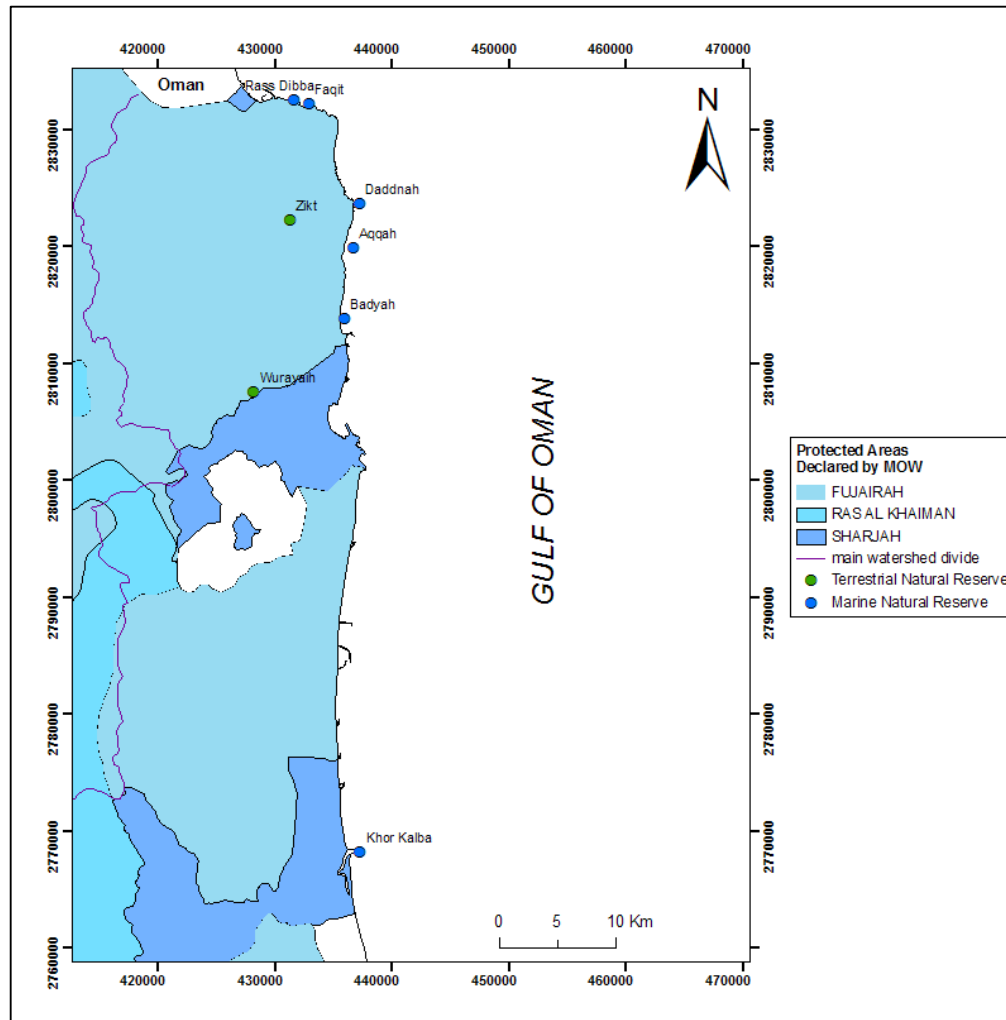 420000 430000 440000 450000 460000 470000
Oman
Rass Dibba
Faqit
N
2830000 2830000
Daddnah
Zikt
Aqqah
2820000 2820000
Badyah
2810000 2810000
Wurayaih
GULF OF OMAN
Protected Areas
Declared by MOW
FUJAIRAH
RAS AL KHAIMAN
SHARJAH
main watershed divide
Terrestrial Natural Reserve
Marine Natural Reserve
2800000 2800000
2790000 2790000
2780000 2780000
2770000 2770000
Khor Kalba
0 5 10 Km
2760000 2760000
420000 430000 440000 450000 460000 470000